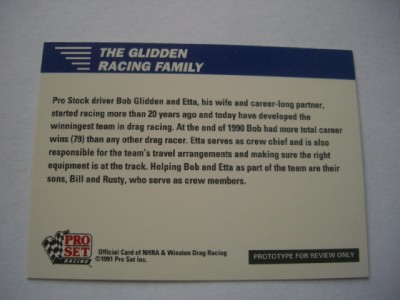 THE GLIDDEN
RACING FAMILY
Pro Stock driver Bob Glidden and Etta, his wife and career-long partner,
started racing more than 20 years ago and today have developed the
winningest team in drag racing. At the end of 1990 Bob had more total career
wins (79) than any other drag racer. Etta serves as crew chief and is also
responsible for the team's travel arrangements and making sure the right
equipment is at the track. Helping Bob and Etta as part of the team are their
sons, Bill and Rusty, who serve as crew members.
PRO
SET
RACING™
Official Card of NHRA & Winston Drag Racing
©1991 Pro Set Inc.
PROTOTYPE FOR REVIEW ONLY